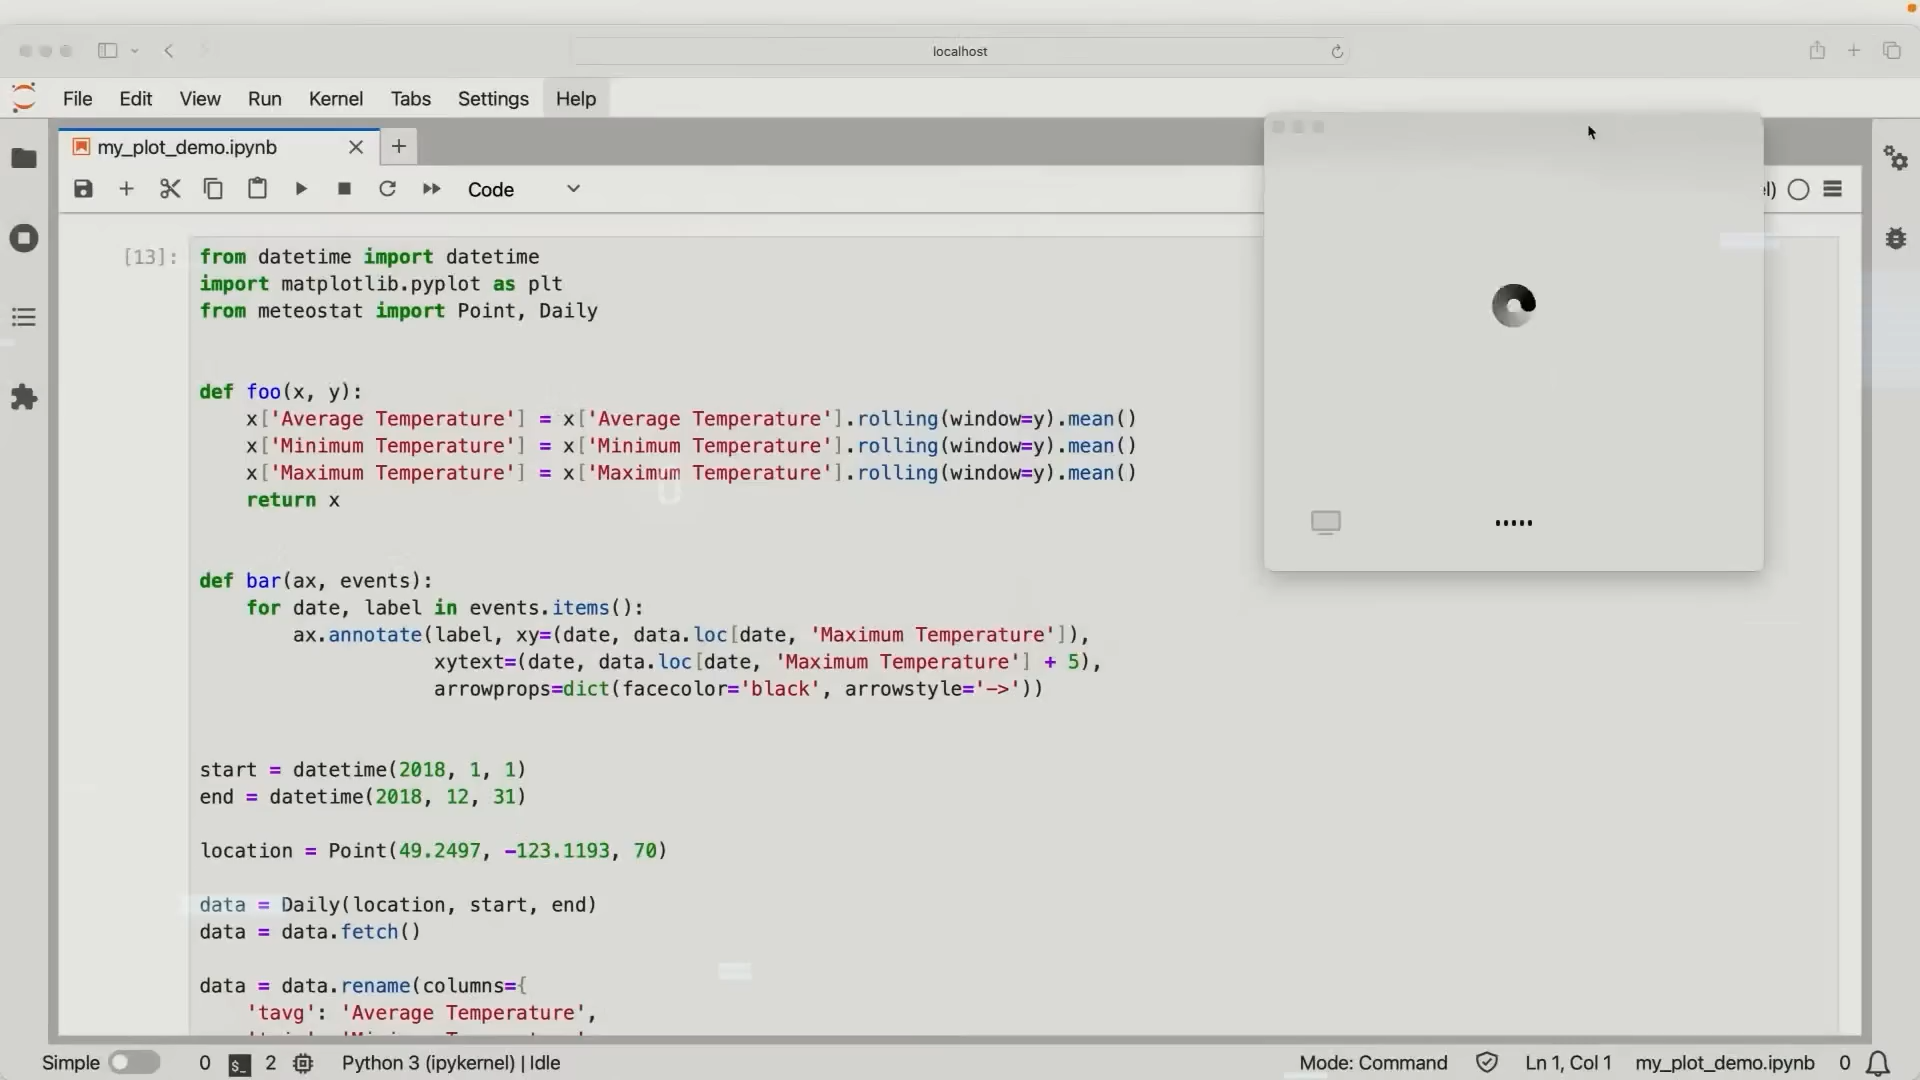 localhost
File Edit View Run Kernel Tabs Settings Help
my_plot_demo.ipynb
Code
[13]:
from datetime import datetime
import matplotlib.pyplot as plt
from meteostat import Point, Daily
def foo(x, y):
x['Average Temperature'] = x['Average Temperature'].rolling(window=y).mean()
x['Minimum Temperature'] = x['Minimum Temperature'].rolling(window=y).mean()
x['Maximum Temperature'] = x['Maximum Temperature'].rolling(window=y).mean()
return x
def bar(ax, events):
for date, label in events.items():
ax.annotate(label, xy=(date, data.loc[date, 'Maximum Temperature']),
xytext=(date, data.loc[date, 'Maximum Temperature'] + 5),
arrowprops=dict(facecolor='black', arrowstyle='->'))
start = datetime(2018, 1, 1)
end = datetime(2018, 12, 31)
location = Point(49.2497, -123.1193, 70)
data = Daily(location, start, end)
data = data.fetch()
data = data.rename(columns={
'tavg': 'Average Temperature',
Simple 0 $_ 2 Python 3 (ipykernel) | Idle Mode: Command Ln 1, Col 1 my_plot_demo.ipynb 0